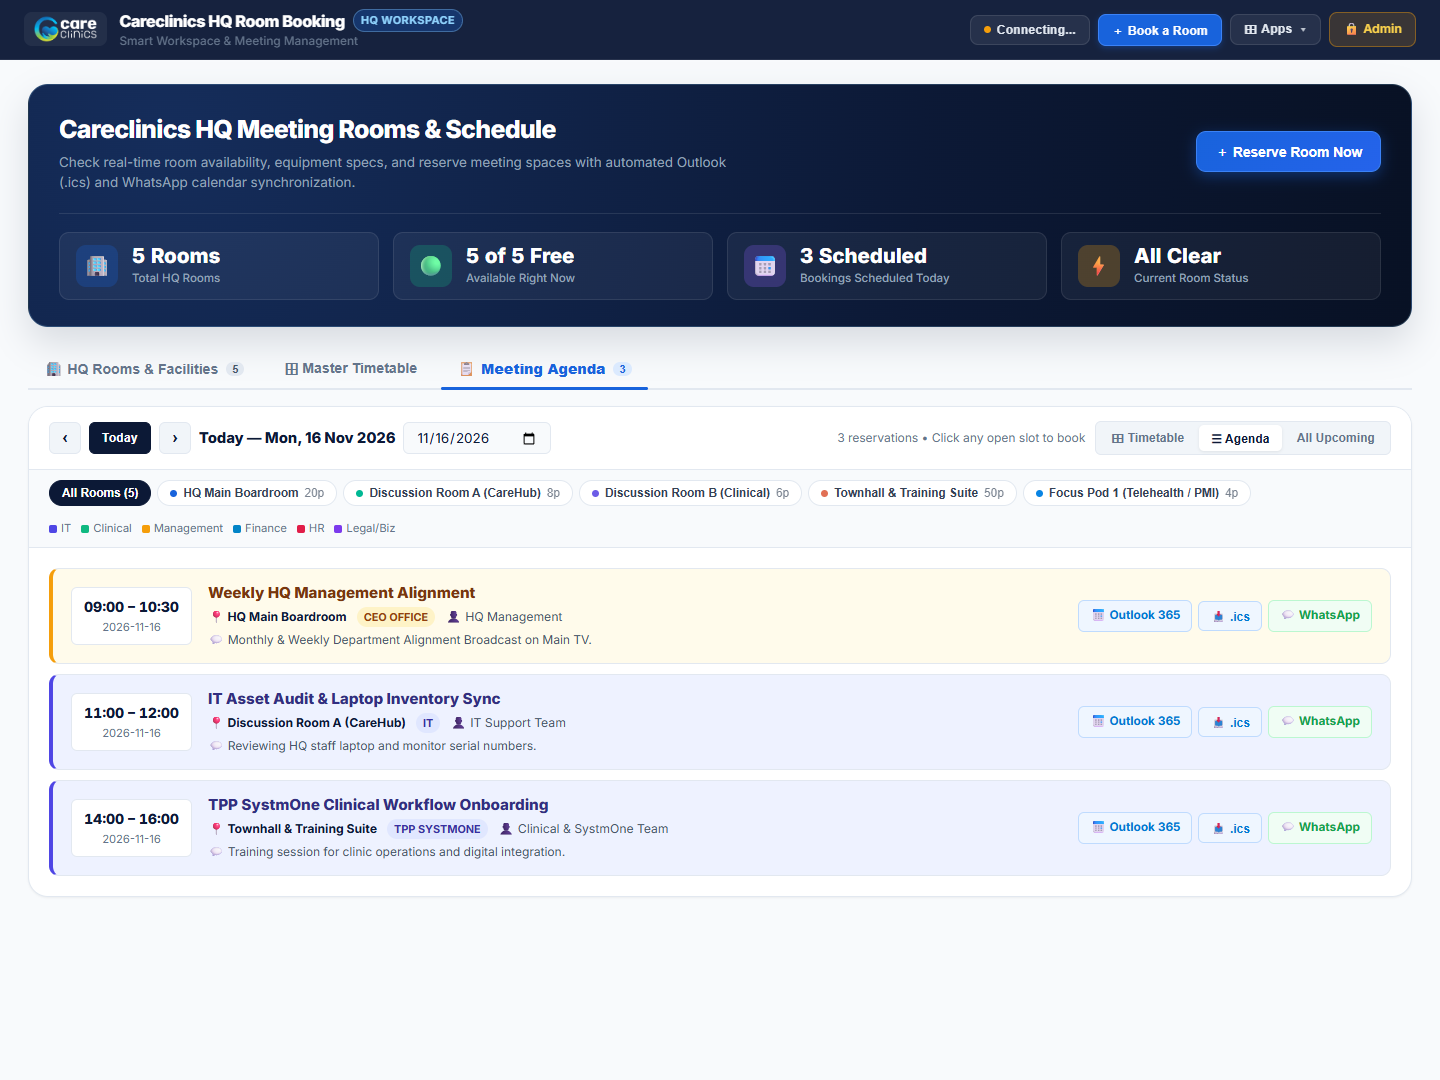 care
clinics
Careclinics HQ Room Booking
HQ WORKSPACE
Smart Workspace & Meeting Management
Connecting...
+ Book a Room
Apps
Admin
Careclinics HQ Meeting Rooms & Schedule
Check real-time room availability, equipment specs, and reserve meeting spaces with automated Outlook
(.ics) and WhatsApp calendar synchronization.
+ Reserve Room Now
5 Rooms
Total HQ Rooms
5 of 5 Free
Available Right Now
3 Scheduled
Bookings Scheduled Today
All Clear
Current Room Status
HQ Rooms & Facilities 5
Master Timetable
Meeting Agenda 3
‹
Today
›
Today — Mon, 16 Nov 2026
11/16/2026
3 reservations • Click any open slot to book
Timetable
☰ Agenda
All Upcoming
All Rooms (5)
HQ Main Boardroom 20p
Discussion Room A (CareHub) 8p
Discussion Room B (Clinical) 6p
Townhall & Training Suite 50p
Focus Pod 1 (Telehealth / PMI) 4p
IT
Clinical
Management
Finance
HR
Legal/Biz
09:00 – 10:30
2026-11-16
Weekly HQ Management Alignment
HQ Main Boardroom CEO OFFICE HQ Management
Monthly & Weekly Department Alignment Broadcast on Main TV.
Outlook 365
.ics
WhatsApp
11:00 – 12:00
2026-11-16
IT Asset Audit & Laptop Inventory Sync
Discussion Room A (CareHub) IT IT Support Team
Reviewing HQ staff laptop and monitor serial numbers.
Outlook 365
.ics
WhatsApp
14:00 – 16:00
2026-11-16
TPP SystmOne Clinical Workflow Onboarding
Townhall & Training Suite TPP SYSTMONE Clinical & SystmOne Team
Training session for clinic operations and digital integration.
Outlook 365
.ics
WhatsApp